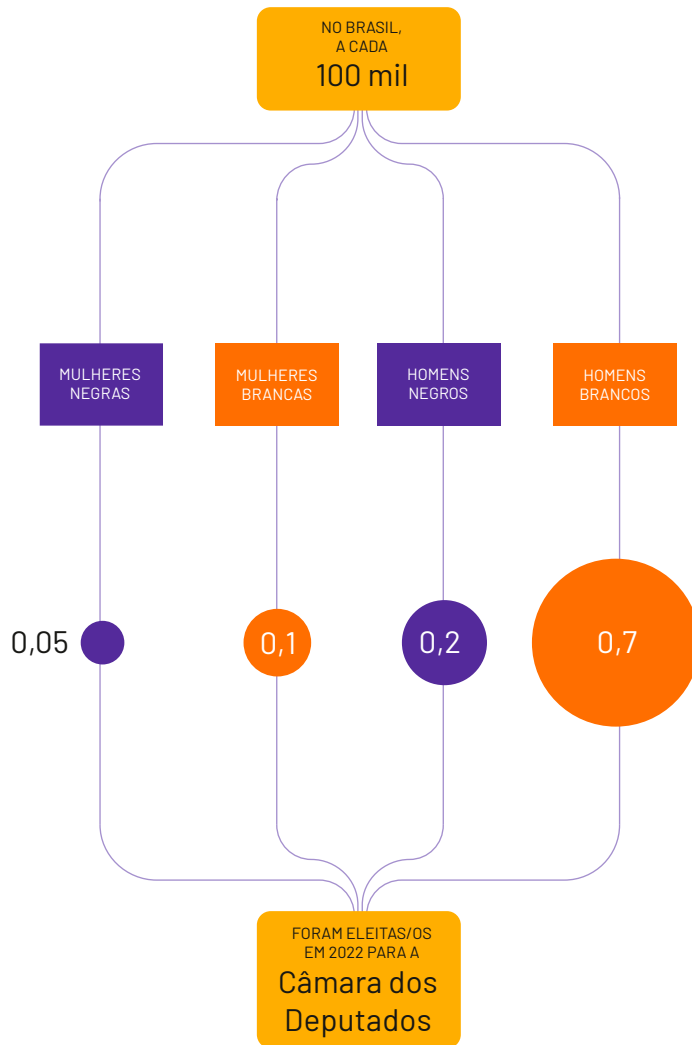 NO BRASIL,
A CADA
100 mil
MULHERES
NEGRAS
MULHERES
BRANCAS
HOMENS
NEGROS
HOMENS
BRANCOS
0,05
0,1
0,2
0,7
FORAM ELEITAS/OS
EM 2022 PARA A
Câmara dos
Deputados